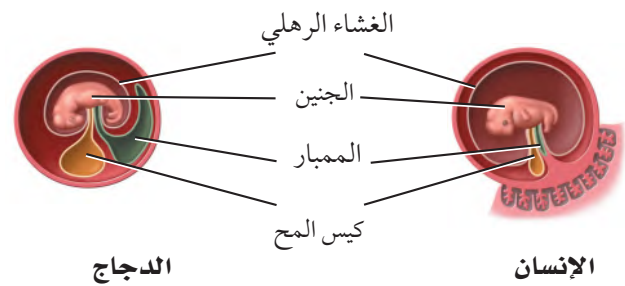 الغشاء الرهلي
الجنين
الممبار
كيس المح
الإنسان
الدجاج